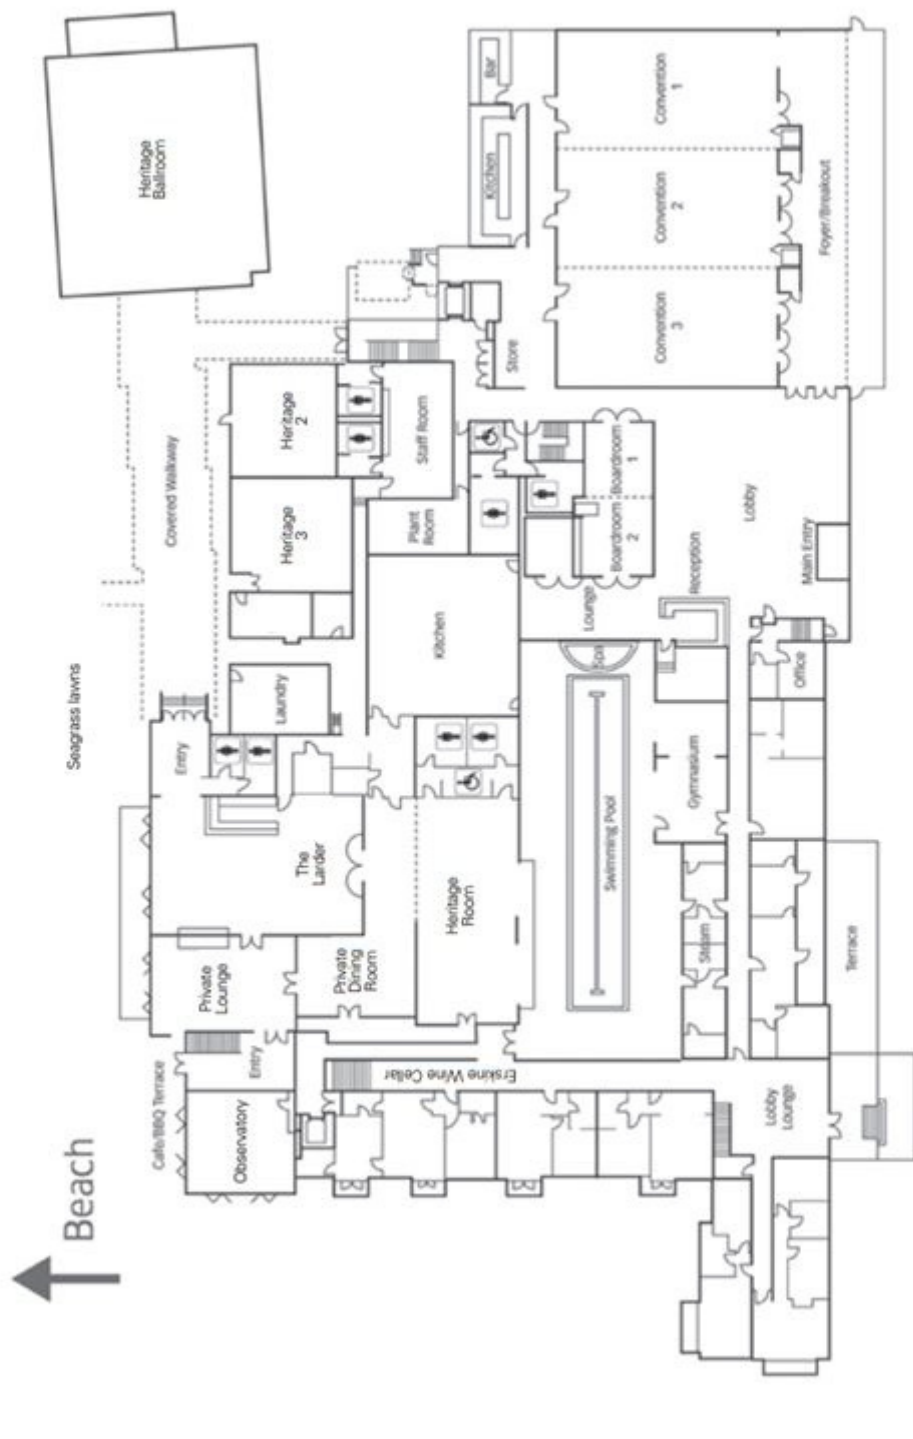 Beach
Café/BBQ Terrace
Seagrass lawns
Covered Walkway
Heritage
Ballroom
Observatory
Entry
Private
Lounge
The
Larder
Entry
Laundry
Heritage
3
Heritage
2
Private
Dining
Room
Heritage
Room
Kitchen
Plant
Room
Staff Room
Store
Kitchen
Bar
Erskine Wine Cellar
Swimming Pool
Spa
Lounge
Boardroom
2
Boardroom
1
Convention
3
Convention
2
Convention
1
Steam
Gymnasium
Reception
Lobby
Foyer/Breakout
Lobby
Lounge
Terrace
Office
Main Entry